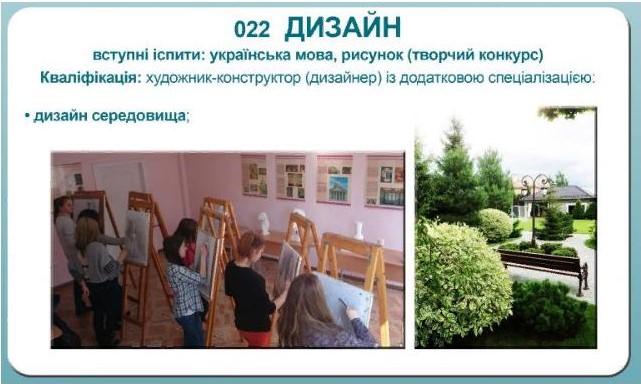 022 ДИЗАЙН
вступні іспити: українська мова, рисунок (творчий конкурс)
Кваліфікація: художник-конструктор (дизайнер) із додатковою спеціалізацією:
• дизайн середовища;